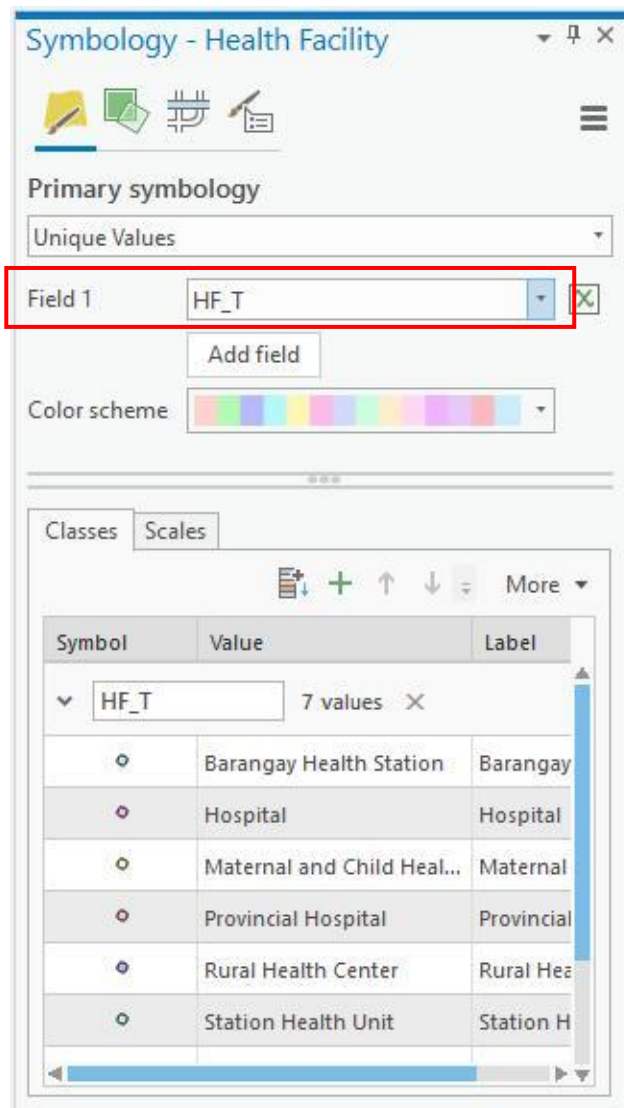 Symbology - Health Facility
Primary symbology
Unique Values
Field 1 HF_T
Add field
Color scheme
Classes Scales
More
Symbol Value Label
HF_T 7 values
Barangay Health Station Barangay
Hospital Hospital
Maternal and Child Heal... Maternal
Provincial Hospital Provincial
Rural Health Center Rural Hea
Station Health Unit Station H